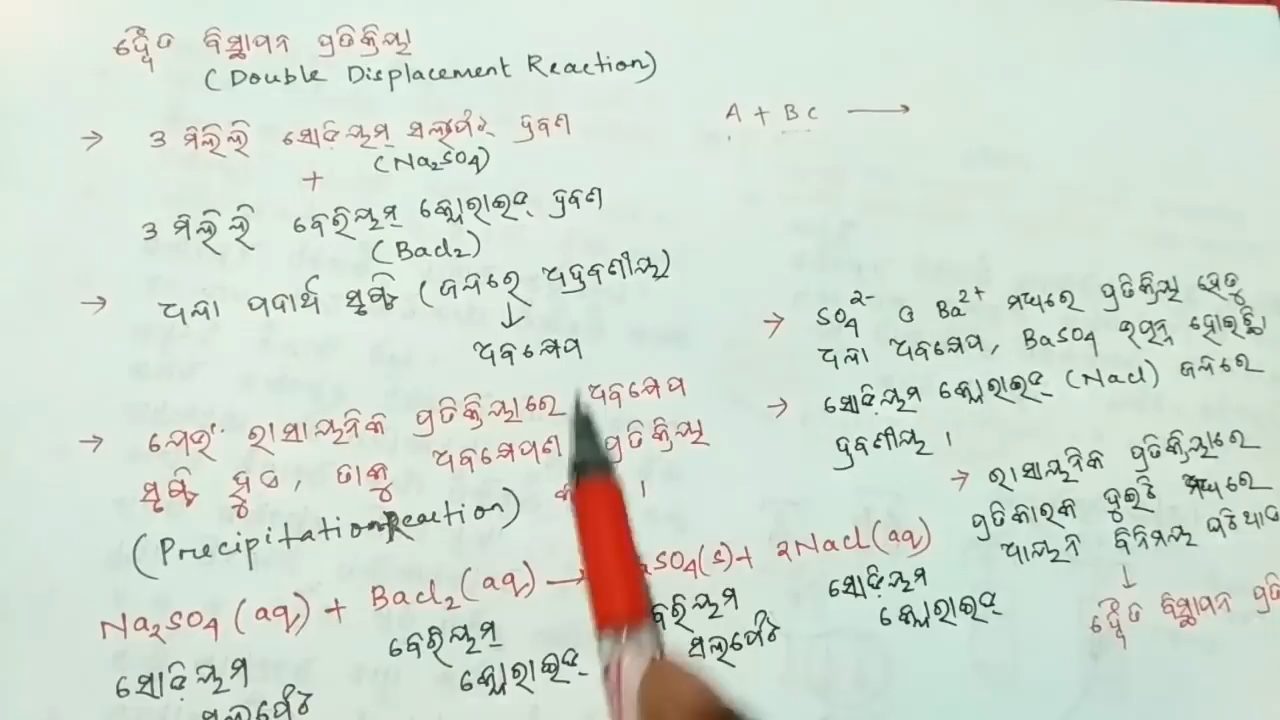 ଦ୍ୱୈତ ବିସ୍ଥାପନ ପ୍ରତିକ୍ରିୟା
(Double Displacement Reaction)
→ 3 ମିଲିଲି ସୋଡ଼ିୟମ୍ ସଲଫେଟ୍ ଦ୍ରବଣ
(Na₂SO₄)
+
3 ମିଲିଲି ବେରିୟମ୍ କ୍ଲୋରାଇଡ୍ ଦ୍ରବଣ
(BaCl₂)
→ ଧଳା ପଦାର୍ଥ ସୃଷ୍ଟି (ଜଳରେ ଅଦ୍ରବଣୀୟ)
↓
ଅବକ୍ଷେପ
→ ଯେଉଁ ରାସାୟନିକ ପ୍ରତିକ୍ରିୟାରେ ଅବକ୍ଷେପ
ସୃଷ୍ଟି ହୁଏ, ତାକୁ ଅବକ୍ଷେପଣ ପ୍ରତିକ୍ରିୟା
।
(Precipitation Reaction)
Na₂SO₄(aq) + BaCl₂(aq) → SO₄(s) + 2NaCl(aq)
ସୋଡ଼ିୟମ ସଲଫେଟ
ବେରିୟମ୍ କ୍ଲୋରାଇଡ୍
ବେରିୟମ ସଲଫେଟ
ସୋଡ଼ିୟମ କ୍ଲୋରାଇଡ୍
A + BC →
→ SO₄²⁻ ଓ Ba²⁺ ମଧ୍ୟରେ ପ୍ରତିକ୍ରିୟା ହେତୁ
ଧଳା ଅବକ୍ଷେପ, BaSO₄ ଉତ୍ପନ୍ନ ହୋଇଛି।
→ ସୋଡ଼ିୟମ କ୍ଲୋରାଇଡ୍ (NaCl) ଜଳରେ
ଦ୍ରବଣୀୟ ।
→ ରାସାୟନିକ ପ୍ରତିକ୍ରିୟାରେ
ପ୍ରତିକାରକ ଦୁଇଟି ମଧ୍ୟରେ
ଆୟନ ବିନିମୟ
↓
ଦ୍ୱୈତ ବିସ୍ଥାପନ